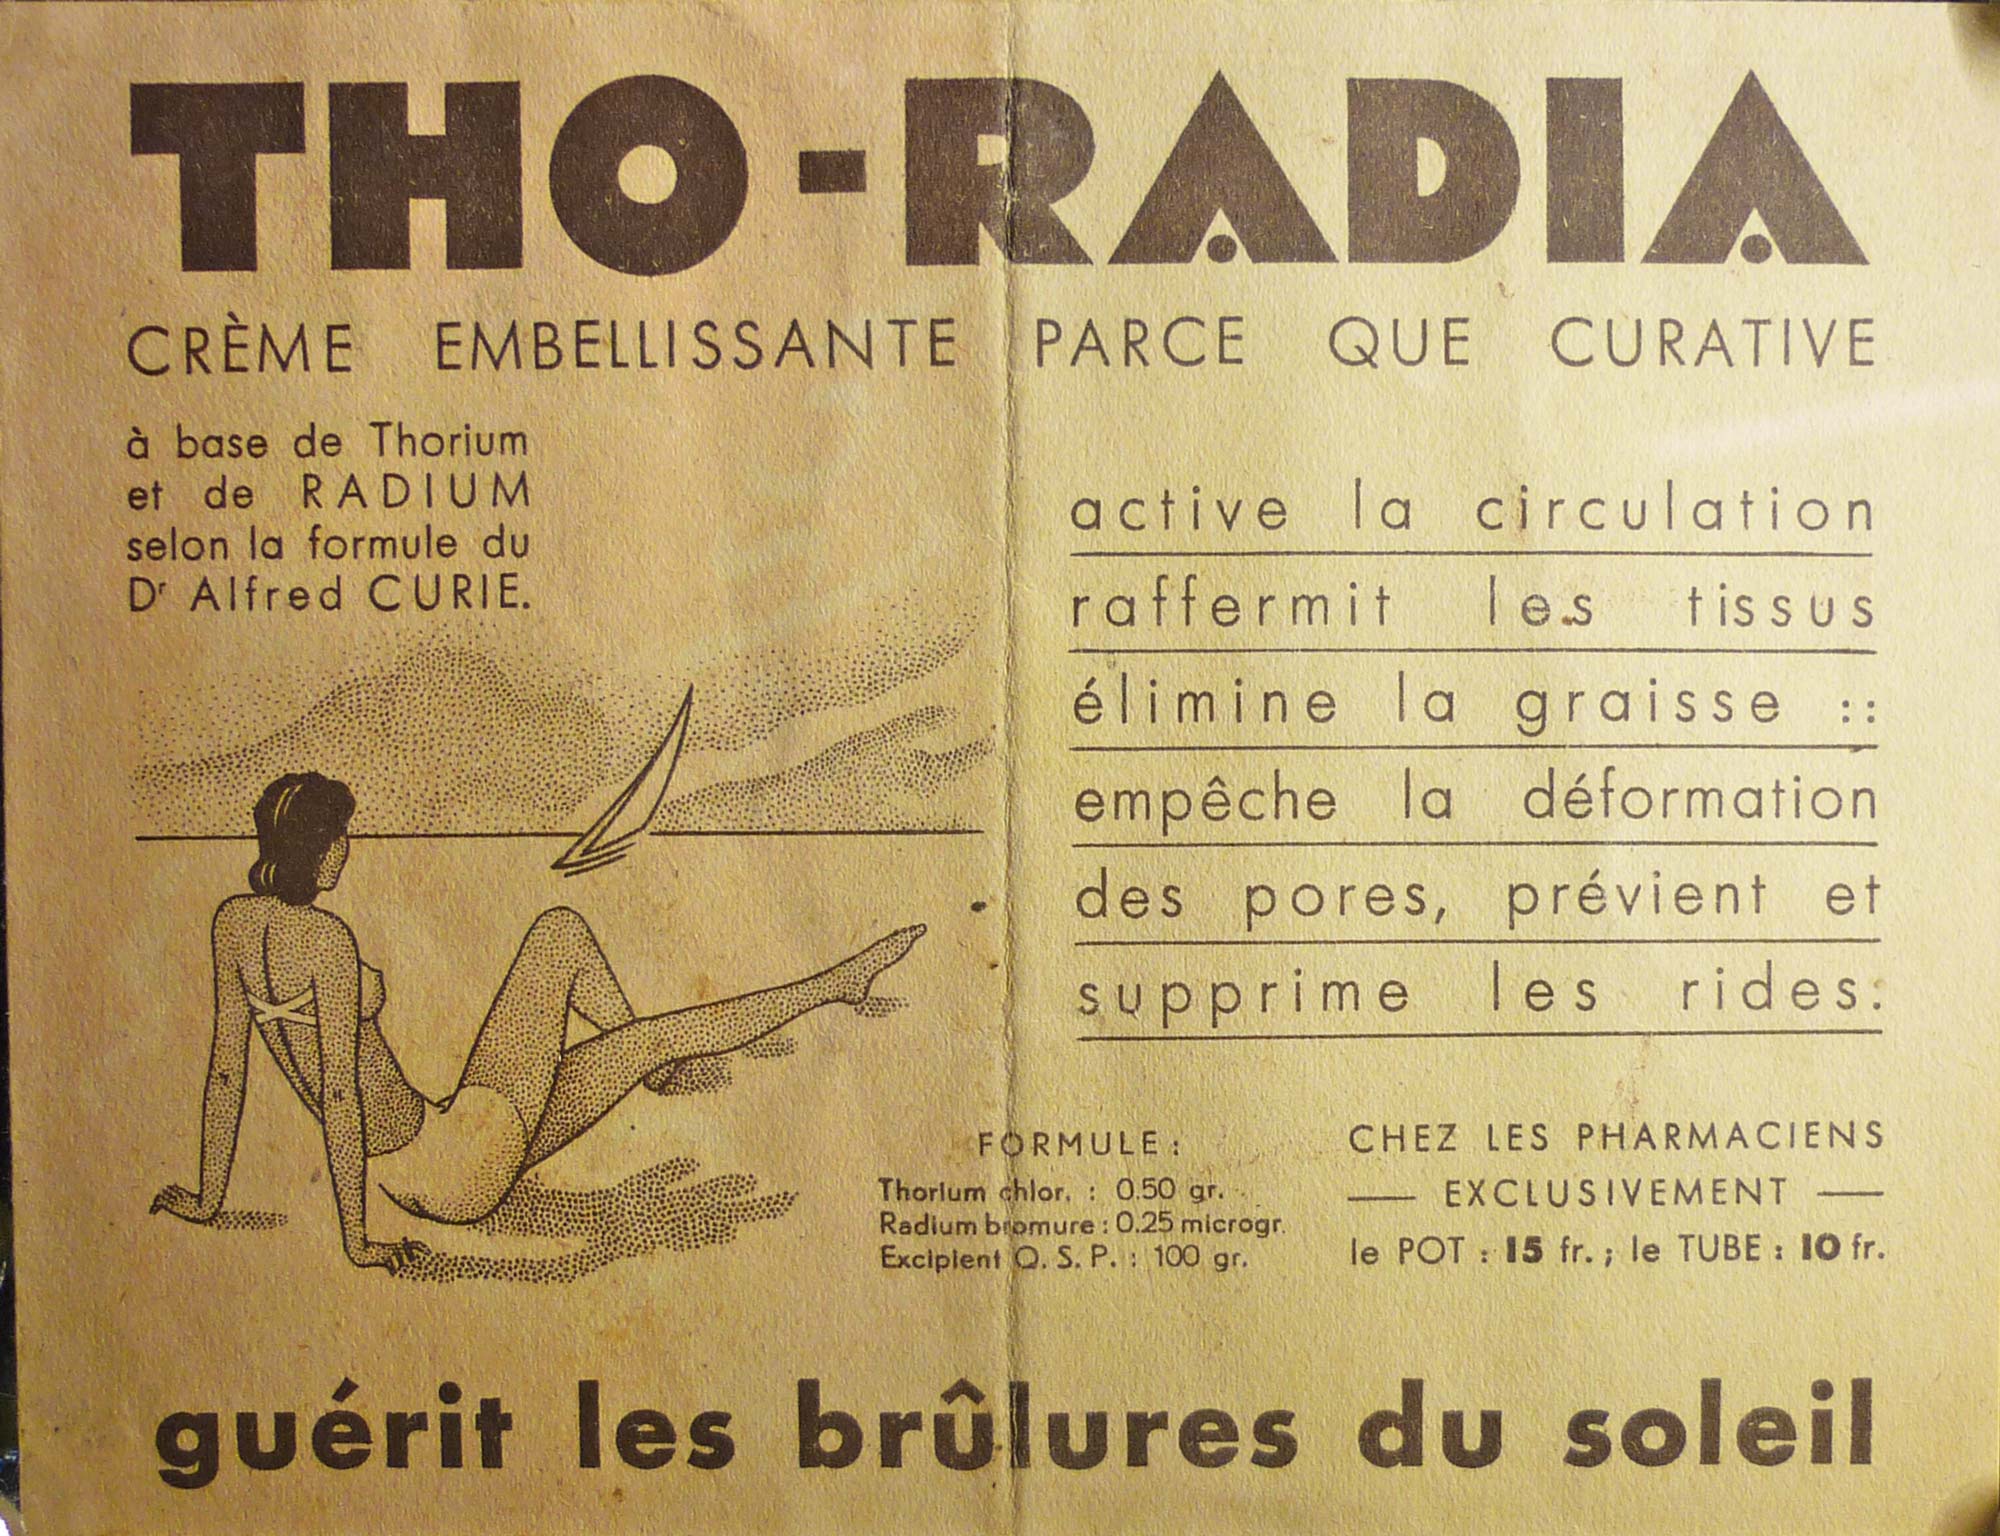 THO-RADIA
CRÈME EMBELLISSANTE PARCE QUE CURATIVE
à base de Thorium
et de RADIUM
selon la formule du
Dr Alfred CURIE.
active la circulation
raffermit les tissus
élimine la graisse ::
empêche la déformation
des pores, prévient et
supprime les rides.
FORMULE :
Thorium chlor. : 0.50 gr.
Radium bromure : 0.25 microgr.
Excipient Q. S. P. : 100 gr.
CHEZ LES PHARMACIENS
— EXCLUSIVEMENT —
le POT : 15 fr. ; le TUBE : 10 fr.
guérit les brûlures du soleil